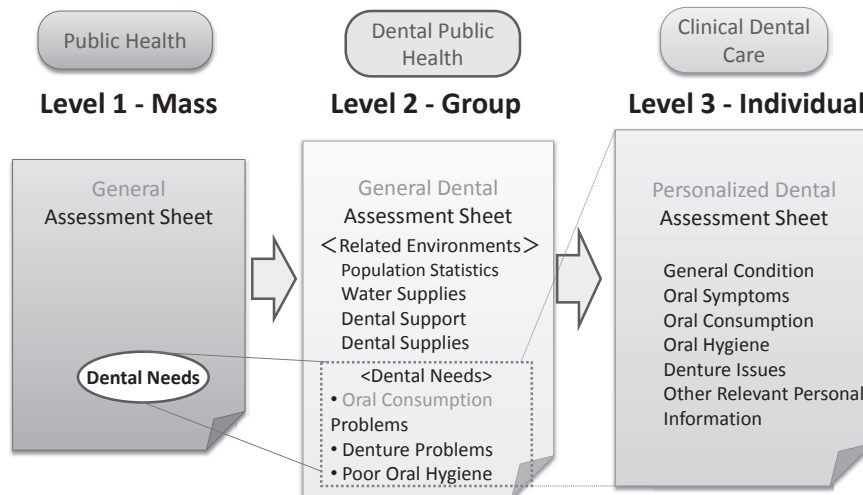 Public Health
Dental Public
Health
Clinical Dental
Care
Level 1 - Mass
Level 2 - Group
Level 3 - Individual
General
Assessment Sheet
Dental Needs
General Dental
Assessment Sheet
＜Related Environments＞
Population Statistics
Water Supplies
Dental Support
Dental Supplies
<Dental Needs>
• Oral Consumption
Problems
• Denture Problems
• Poor Oral Hygiene
Personalized Dental
Assessment Sheet
General Condition
Oral Symptoms
Oral Consumption
Oral Hygiene
Denture Issues
Other Relevant Personal
Information